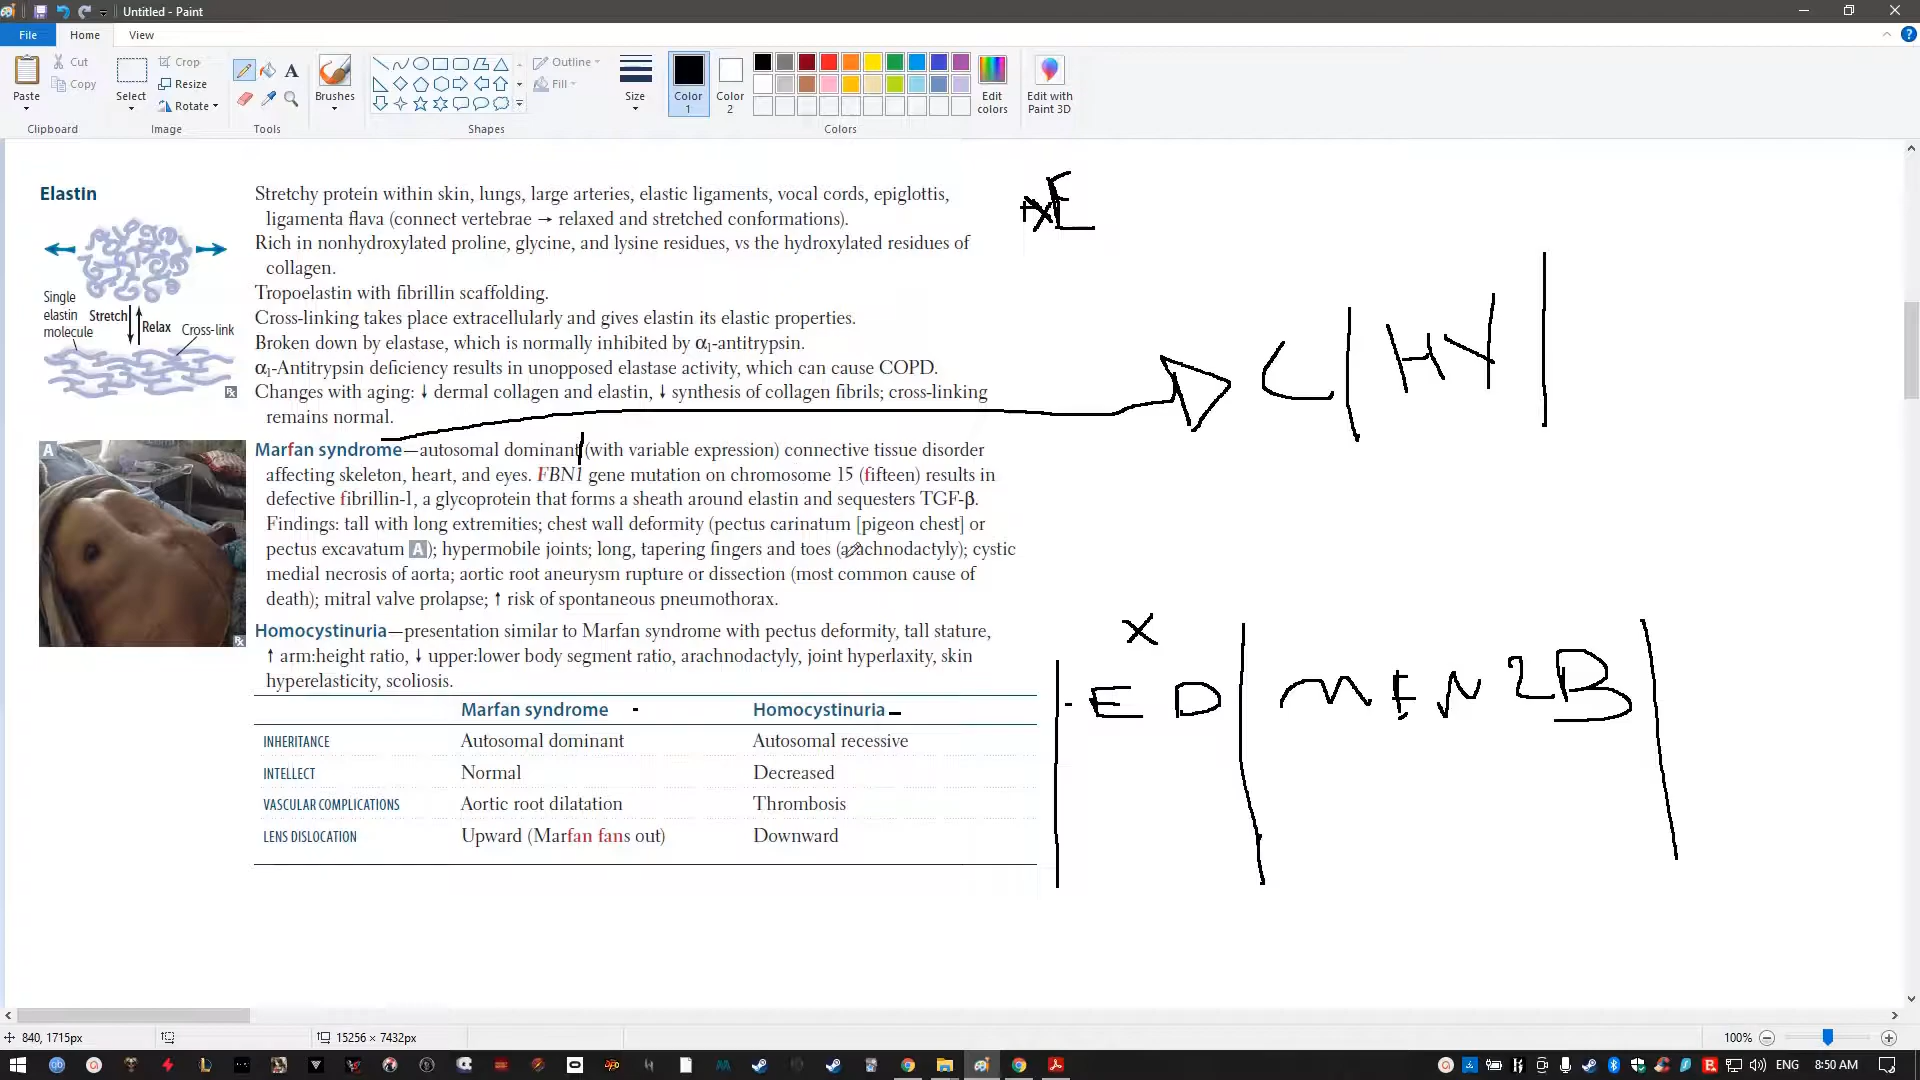 Untitled - Paint
File Home View
Cut
Copy
Paste
Clipboard
Select
Crop
Resize
Rotate
Image
Tools
Brushes
Shapes
Outline
Fill
Size
Color 1
Color 2
Colors
Edit colors
Edit with Paint 3D
Elastin
Stretchy protein within skin, lungs, large arteries, elastic ligaments, vocal cords, epiglottis,
ligamenta flava (connect vertebrae → relaxed and stretched conformations).
Rich in nonhydroxylated proline, glycine, and lysine residues, vs the hydroxylated residues of
collagen.
Tropoelastin with fibrillin scaffolding.
Cross-linking takes place extracellularly and gives elastin its elastic properties.
Broken down by elastase, which is normally inhibited by α₁-antitrypsin.
α₁-Antitrypsin deficiency results in unopposed elastase activity, which can cause COPD.
Changes with aging: ↓ dermal collagen and elastin, ↓ synthesis of collagen fibrils; cross-linking
remains normal.
Single
elastin
molecule
Stretch
Relax
Cross-link
A
Marfan syndrome—autosomal dominant (with variable expression) connective tissue disorder
affecting skeleton, heart, and eyes. FBN1 gene mutation on chromosome 15 (fifteen) results in
defective fibrillin-1, a glycoprotein that forms a sheath around elastin and sequesters TGF-β.
Findings: tall with long extremities; chest wall deformity (pectus carinatum [pigeon chest] or
pectus excavatum A); hypermobile joints; long, tapering fingers and toes (arachnodactyly); cystic
medial necrosis of aorta; aortic root aneurysm rupture or dissection (most common cause of
death); mitral valve prolapse; ↑ risk of spontaneous pneumothorax.
Homocystinuria—presentation similar to Marfan syndrome with pectus deformity, tall stature,
↑ arm:height ratio, ↓ upper:lower body segment ratio, arachnodactyly, joint hyperlaxity, skin
hyperelasticity, scoliosis.
Marfan syndrome Homocystinuria
INHERITANCE Autosomal dominant Autosomal recessive
INTELLECT Normal Decreased
VASCULAR COMPLICATIONS Aortic root dilatation Thrombosis
LENS DISLOCATION Upward (Marfan fans out) Downward
C HY
X
E D MEN 2B
840, 1715px
15256 × 7432px
100%
ENG
8:50 AM